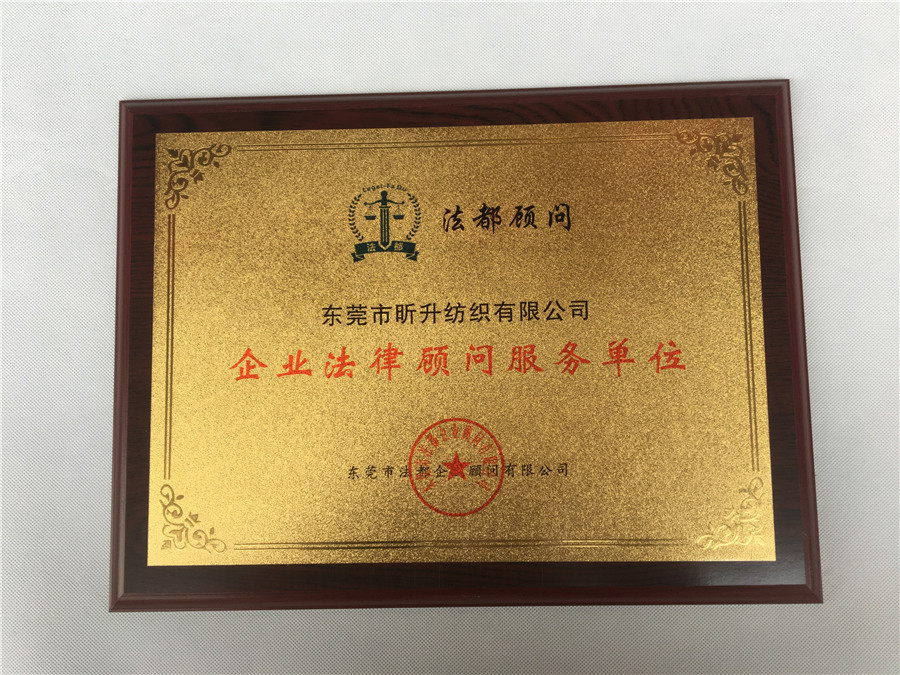 Legal-Fa Du
法都
法都顾问
东莞市昕升纺织有限公司
企业法律顾问服务单位
东莞市法都企 顾问有限公司